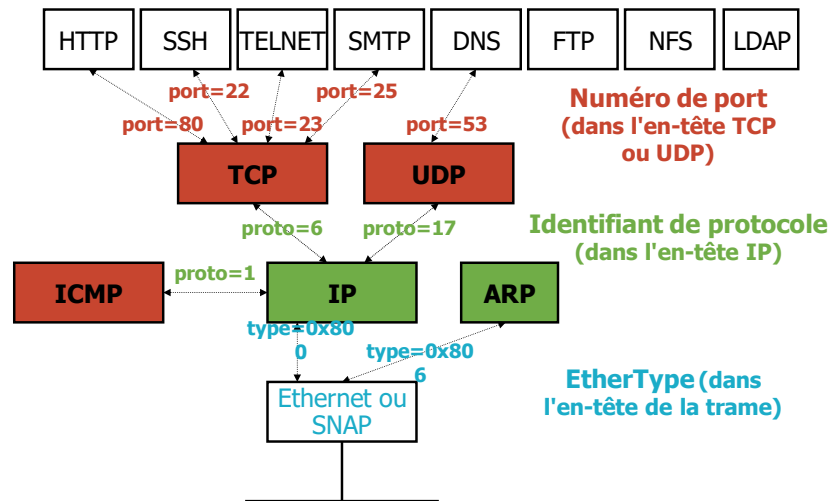 HTTP SSH TELNET SMTP DNS FTP NFS LDAP
port=22 port=25
port=80 port=23 port=53
Numéro de port
(dans l'en-tête TCP
ou UDP)
TCP UDP
proto=6 proto=17
Identifiant de protocole
(dans l'en-tête IP)
proto=1
ICMP IP ARP
type=0x80
0
type=0x80
6
EtherType (dans
l'en-tête de la trame)
Ethernet ou
SNAP